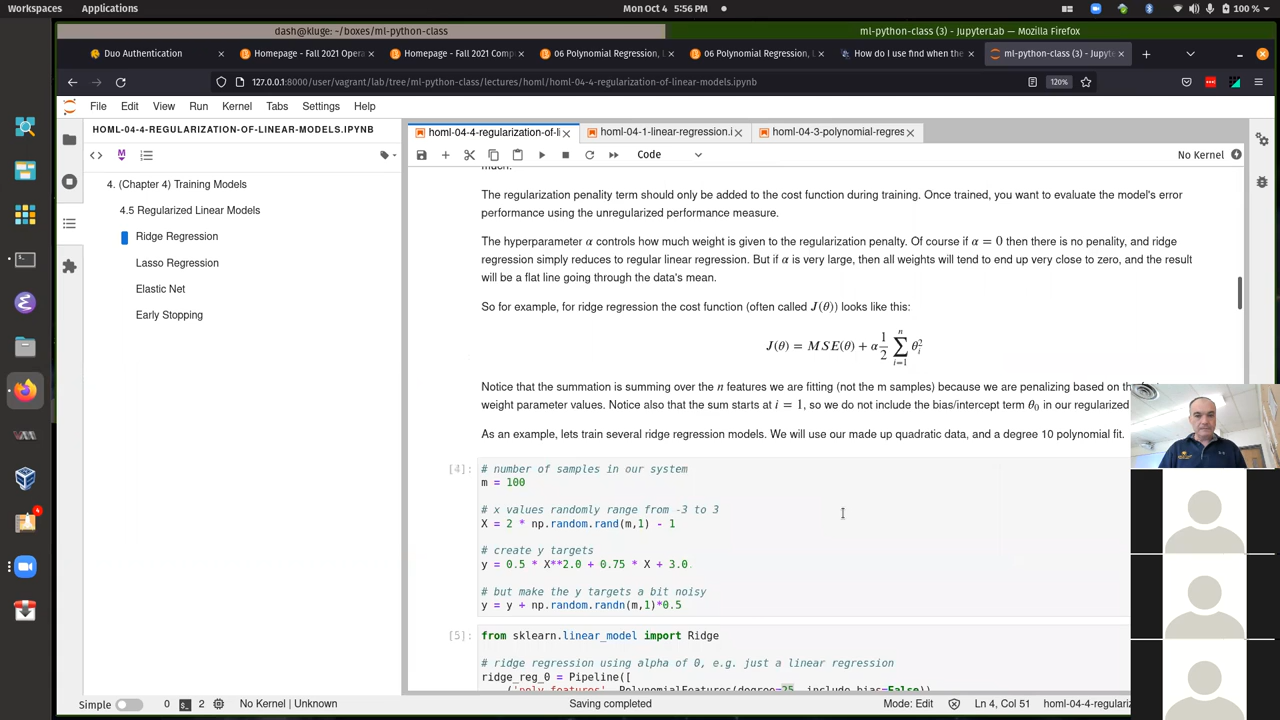 Workspaces Applications Mon Oct 4 5:56 PM 100 %
dash@kluge: ~/boxes/ml-python-class
ml-python-class (3) - JupyterLab — Mozilla Firefox
Duo Authentication
Homepage - Fall 2021 Opera
Homepage - Fall 2021 Comp
06 Polynomial Regression, L
06 Polynomial Regression, L
How do I use find when the
ml-python-class (3) - Jupyte
127.0.0.1:8000/user/vagrant/lab/tree/ml-python-class/lectures/homl/homl-04-4-regularization-of-linear-models.ipynb
120%
File Edit View Run Kernel Tabs Settings Help
HOML-04-4-REGULARIZATION-OF-LINEAR-MODELS.IPYNB
homl-04-4-regularization-of-li
homl-04-1-linear-regression.i
homl-04-3-polynomial-regres
Code
No Kernel
4. (Chapter 4) Training Models
4.5 Regularized Linear Models
Ridge Regression
Lasso Regression
Elastic Net
Early Stopping
much.
The regularization penality term should only be added to the cost function during training. Once trained, you want to evaluate the model's error
performance using the unregularized performance measure.
The hyperparameter α controls how much weight is given to the regularization penalty. Of course if α = 0 then there is no penality, and ridge
regression simply reduces to regular linear regression. But if α is very large, then all weights will tend to end up very close to zero, and the result
will be a flat line going through the data's mean.
So for example, for ridge regression the cost function (often called J(θ)) looks like this:
J(θ) = MSE(θ) + α 1/2 ∑_{i=1}^{n} θ_i^2
Notice that the summation is summing over the n features we are fitting (not the m samples) because we are penalizing based on the
weight parameter values. Notice also that the sum starts at i = 1, so we do not include the bias/intercept term θ₀ in our regularized
As an example, lets train several ridge regression models. We will use our made up quadratic data, and a degree 10 polynomial fit.
[4]: # number of samples in our system
m = 100
# x values randomly range from -3 to 3
X = 2 * np.random.rand(m,1) - 1
# create y targets
y = 0.5 * X**2.0 + 0.75 * X + 3.0
# but make the y targets a bit noisy
y = y + np.random.randn(m,1)*0.5
[5]: from sklearn.linear_model import Ridge
# ridge regression using alpha of 0, e.g. just a linear regression
ridge_reg_0 = Pipeline([
('poly_features', PolynomialFeatures(degree=25, include_bias=False)),
4
Simple 0 2 No Kernel | Unknown Saving completed Mode: Edit Ln 4, Col 51 homl-04-4-regulariz